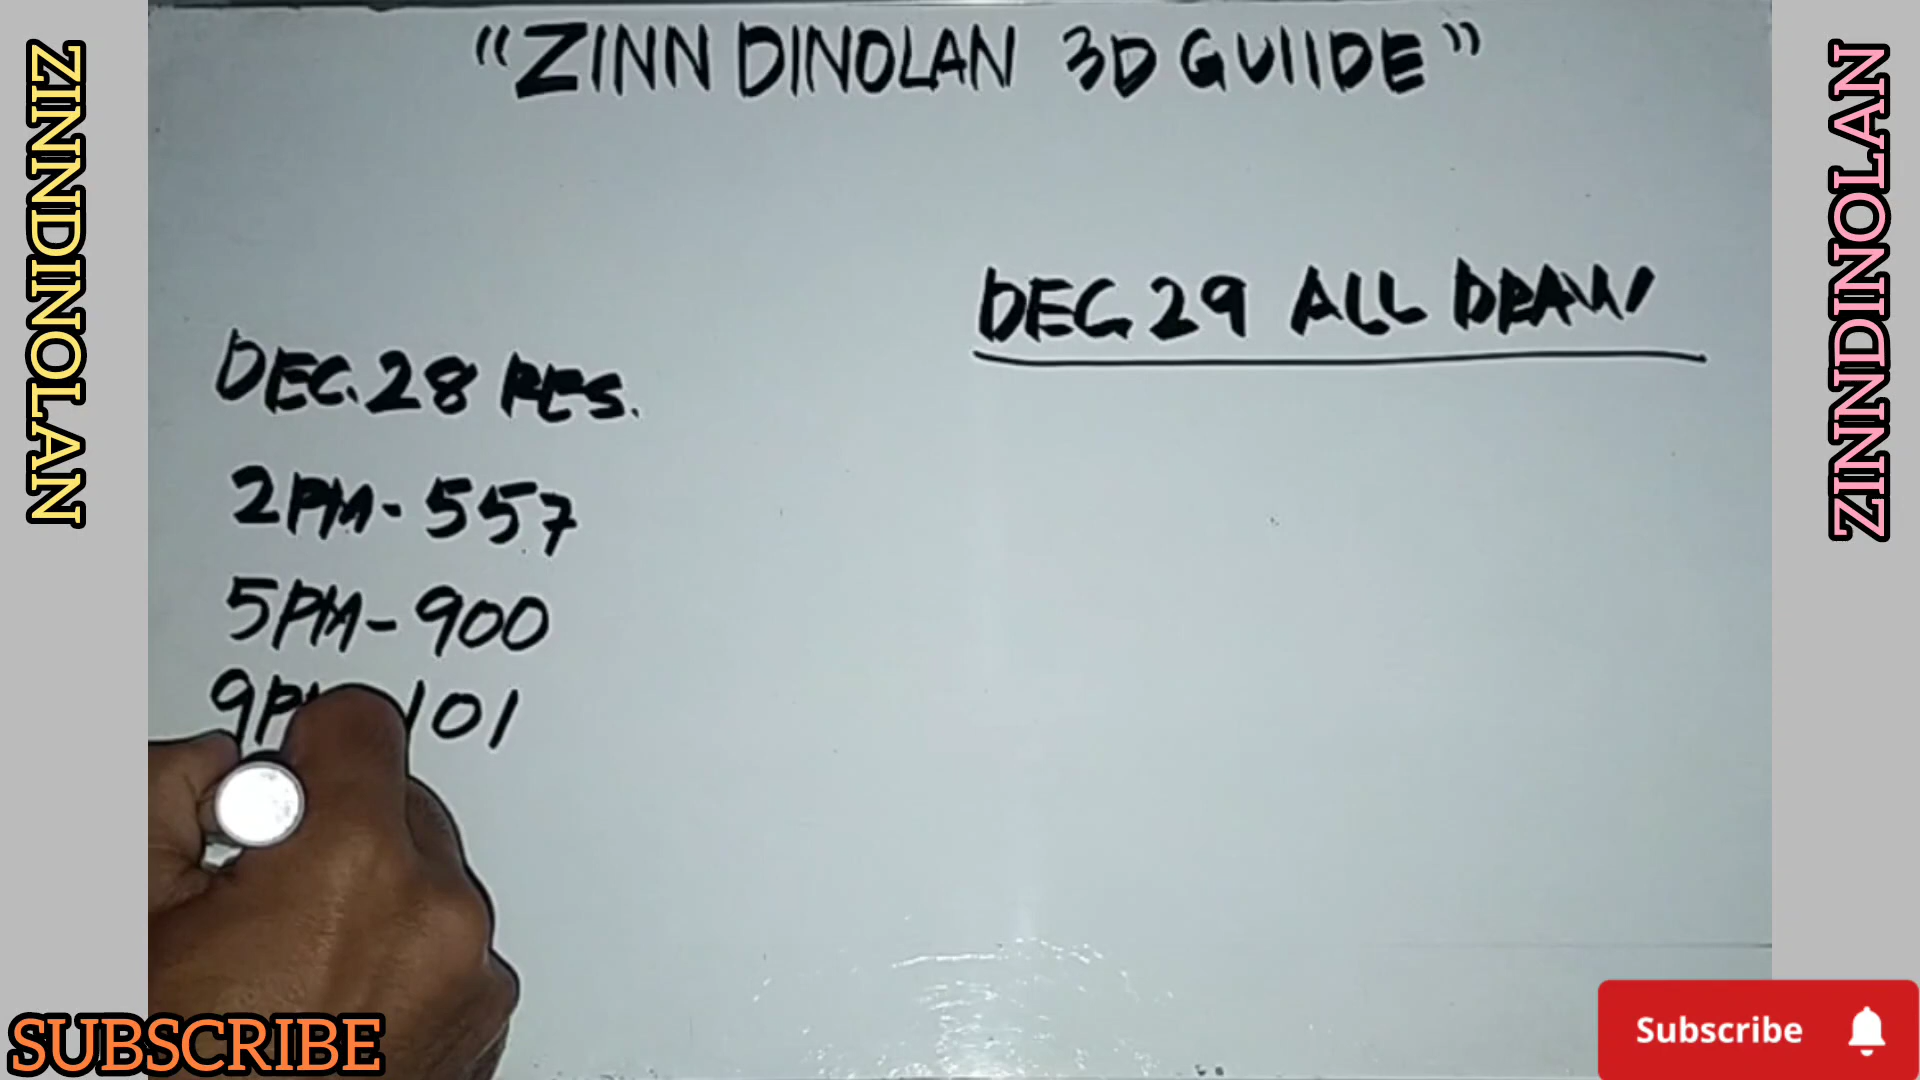 "ZINN DINOLAN 3D GUIIDE"
ZINNDINOLAN
ZINNDINOLAN
DEC. 29 ALL DRAW
DEC. 28 RES.
2PM - 557
5PM - 900
101
SUBSCRIBE
Subscribe